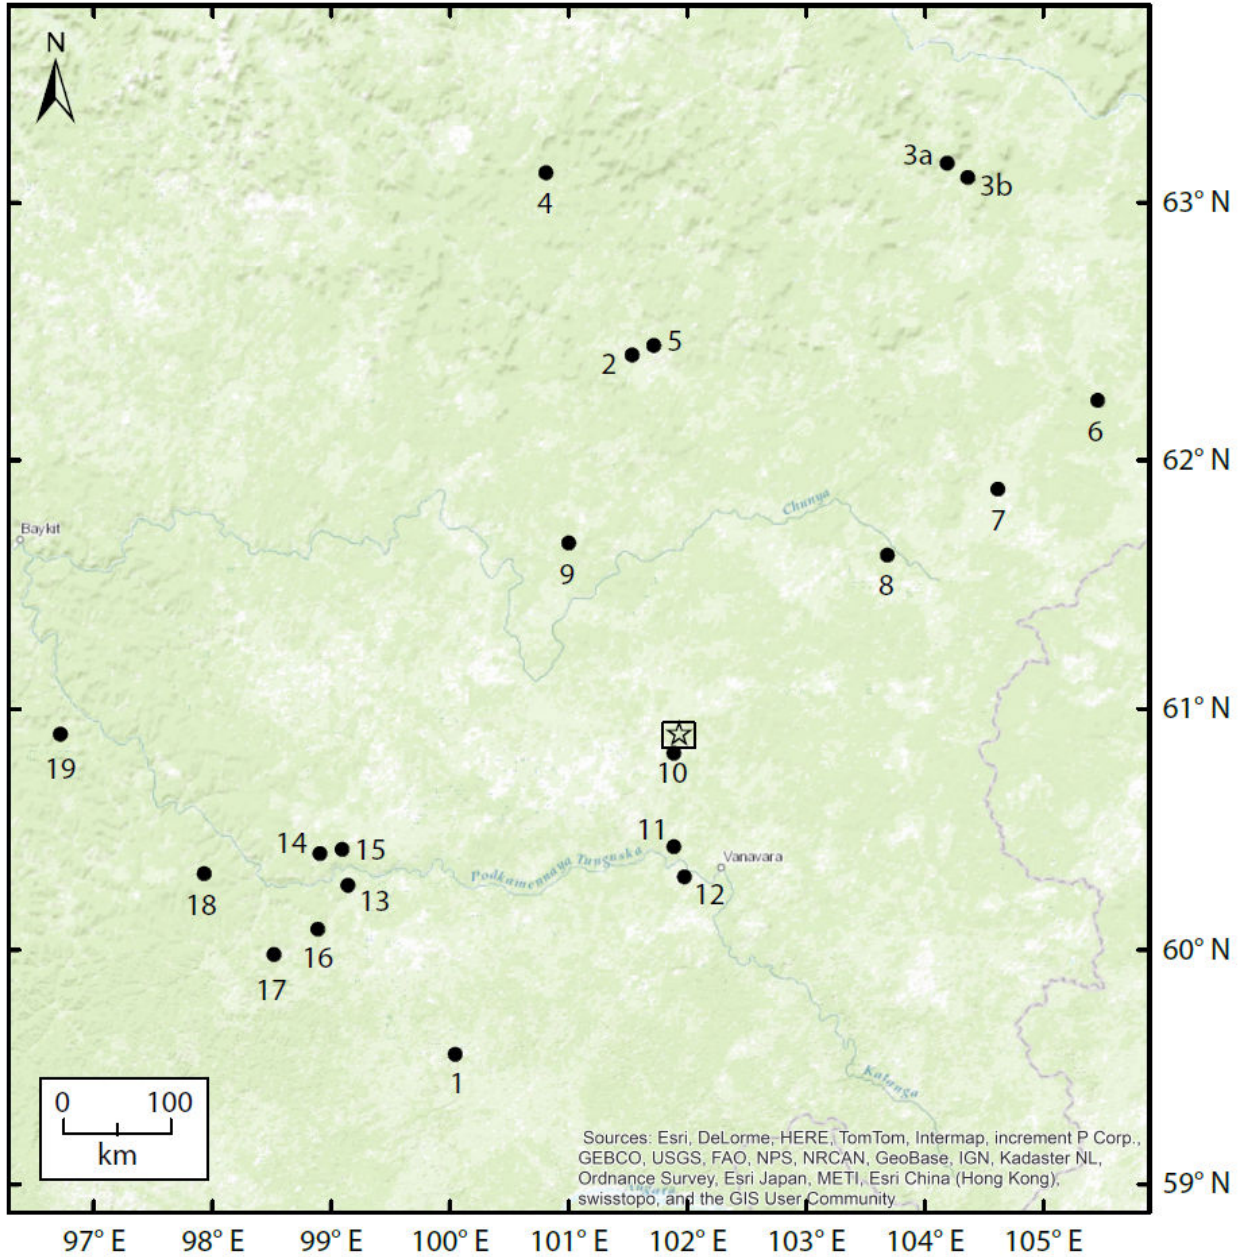 N
3a
3b
4
63° N
5
2
6
62° N
Chunya
7
Baykit
9
8
61° N
19
10
11
14
15
Vanavara
Podkamennaya Tunguska
18
13
12
16
60° N
17
1
Katanga
0 100
km
Sources: Esri, DeLorme, HERE, TomTom, Intermap, increment P Corp.,
GEBCO, USGS, FAO, NPS, NRCAN, GeoBase, IGN, Kadaster NL,
Ordnance Survey, Esri Japan, METI, Esri China (Hong Kong),
swisstopo, and the GIS User Community
Angara
59° N
97° E 98° E 99° E 100° E 101° E 102° E 103° E 104° E 105° E